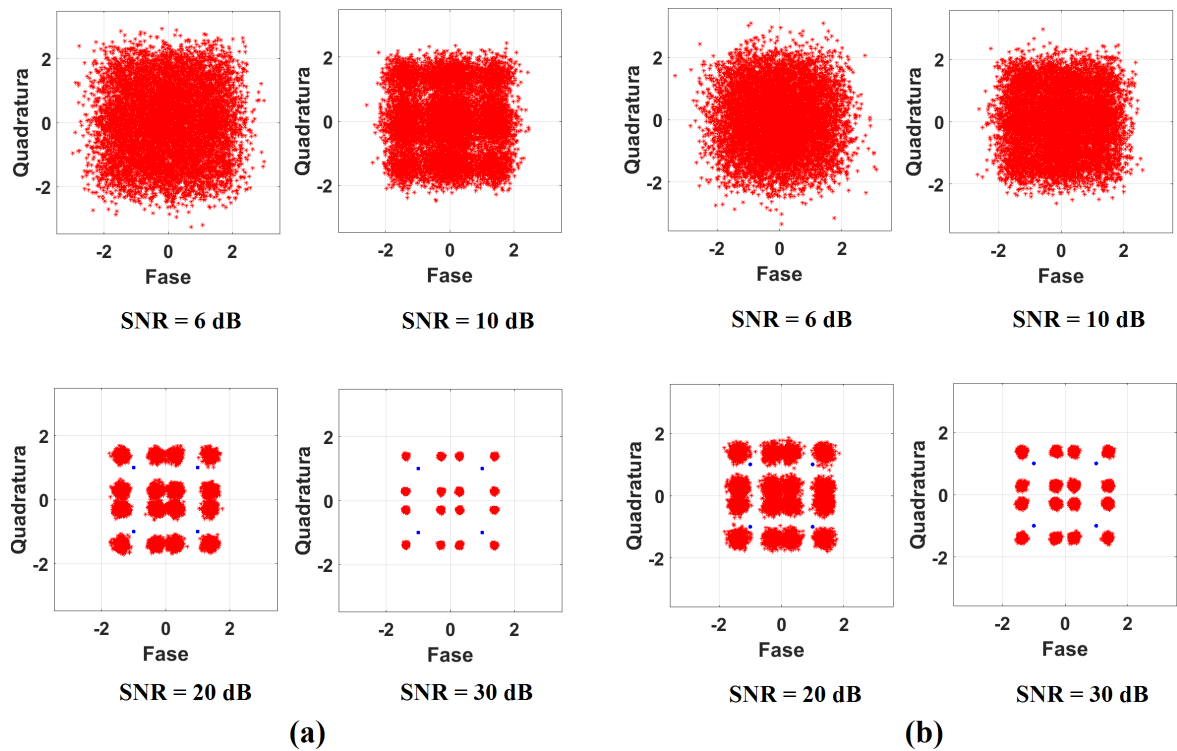 Quadratura
2
0
-2
-2 0 2
Fase
SNR = 6 dB
Quadratura
2
0
-2
-2 0 2
Fase
SNR = 10 dB
Quadratura
2
0
-2
-2 0 2
Fase
SNR = 20 dB
Quadratura
2
0
-2
-2 0 2
Fase
SNR = 30 dB
(a)
Quadratura
2
0
-2
-2 0 2
Fase
SNR = 6 dB
Quadratura
2
0
-2
-2 0 2
Fase
SNR = 10 dB
Quadratura
2
0
-2
-2 0 2
Fase
SNR = 20 dB
Quadratura
2
0
-2
-2 0 2
Fase
SNR = 30 dB
(b)